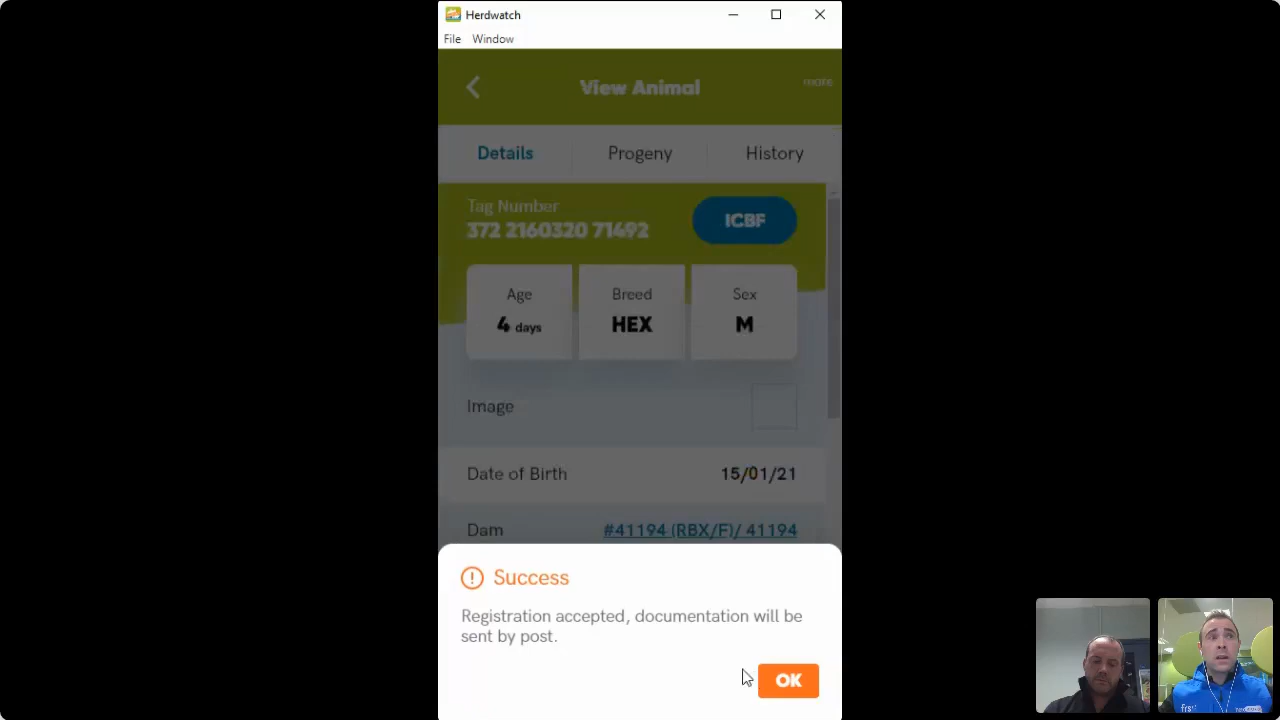 Herdwatch
File Window
View Animal
more
Details Progeny History
Tag Number
372 2160320 71492
ICBF
Age Breed Sex
4 days HEX M
Image
Date of Birth 15/01/21
Dam #41194 (RBX/F)/ 41194
Success
Registration accepted, documentation will be
sent by post.
OK